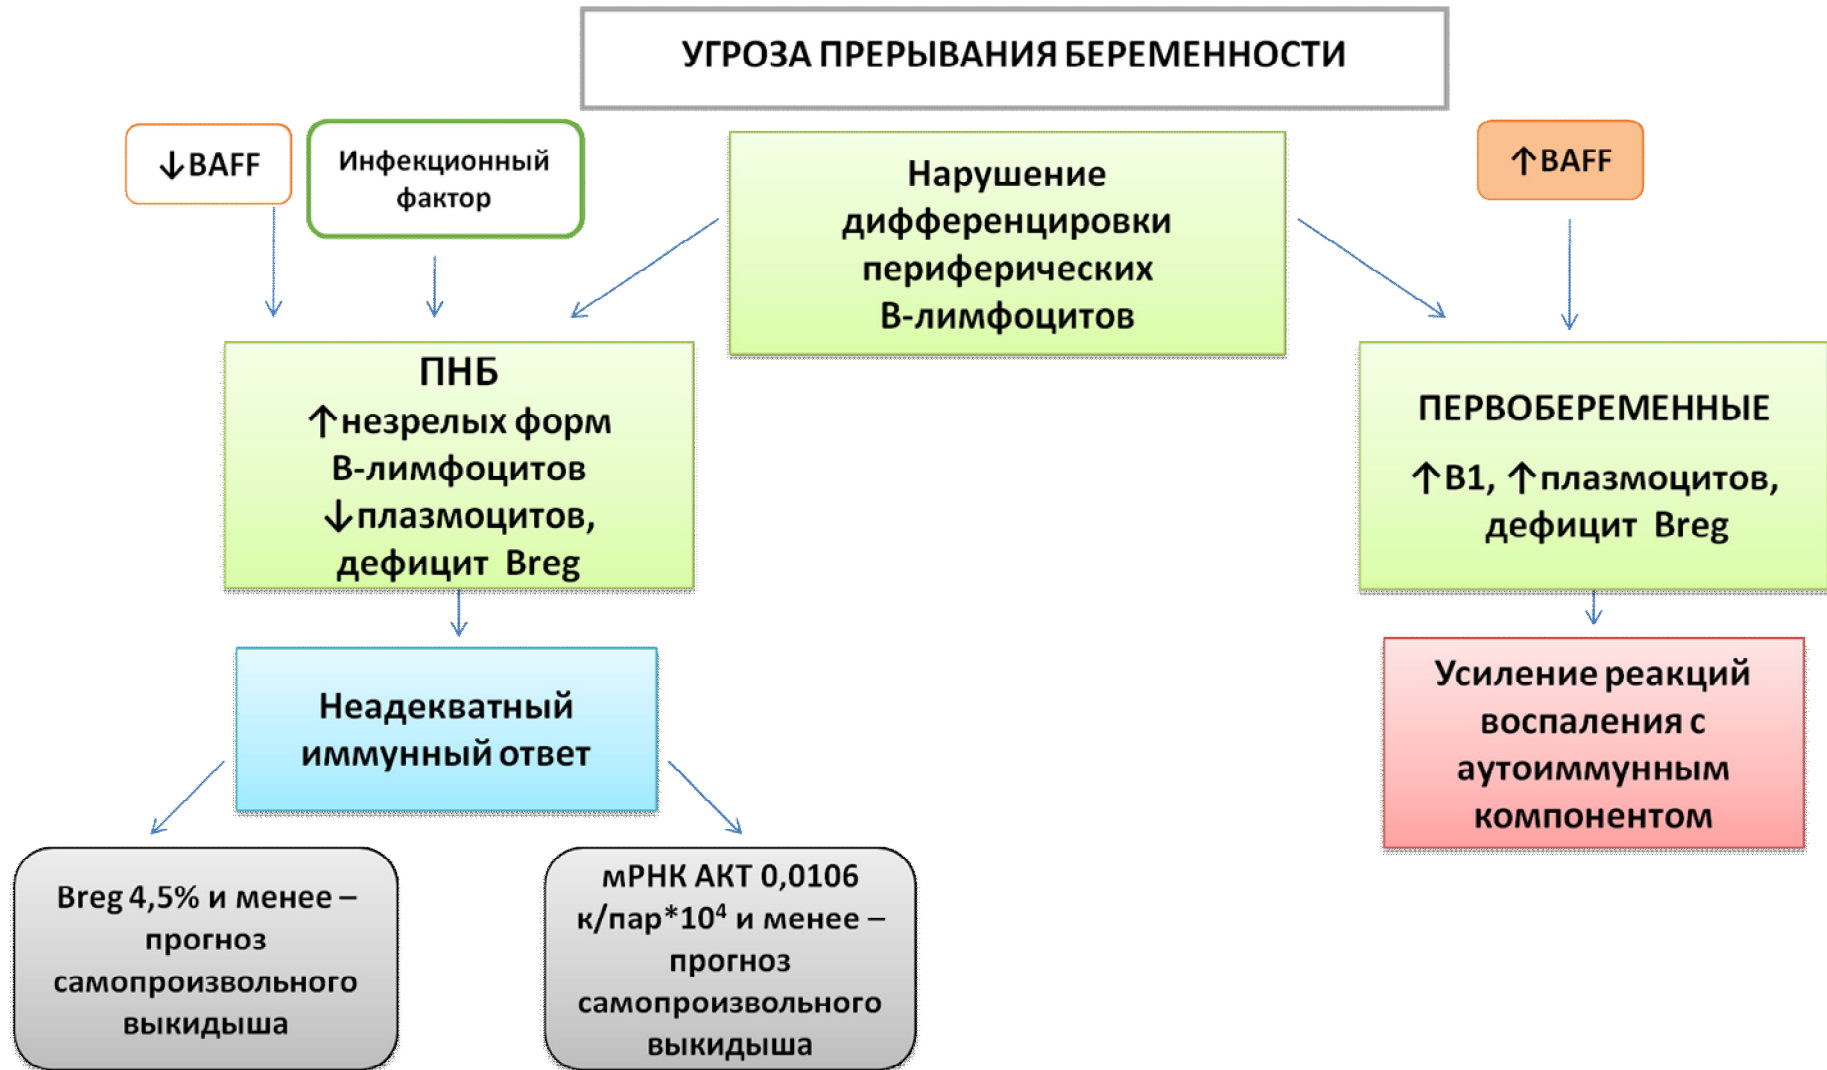 УГРОЗА ПРЕРЫВАНИЯ БЕРЕМЕННОСТИ
↓BAFF
Инфекционный
фактор
Нарушение
дифференцировки
периферических
В-лимфоцитов
↑BAFF
ПНБ
↑незрелых форм
В-лимфоцитов
↓плазмоцитов,
дефицит Breg
ПЕРВОБЕРЕМЕННЫЕ
↑В1, ↑плазмоцитов,
дефицит Breg
Неадекватный
иммунный ответ
Усиление реакций
воспаления с
аутоиммунным
компонентом
Breg 4,5% и менее –
прогноз
самопроизвольного
выкидыша
мРНК АКТ 0,0106
к/пар*10⁴ и менее –
прогноз
самопроизвольного
выкидыша